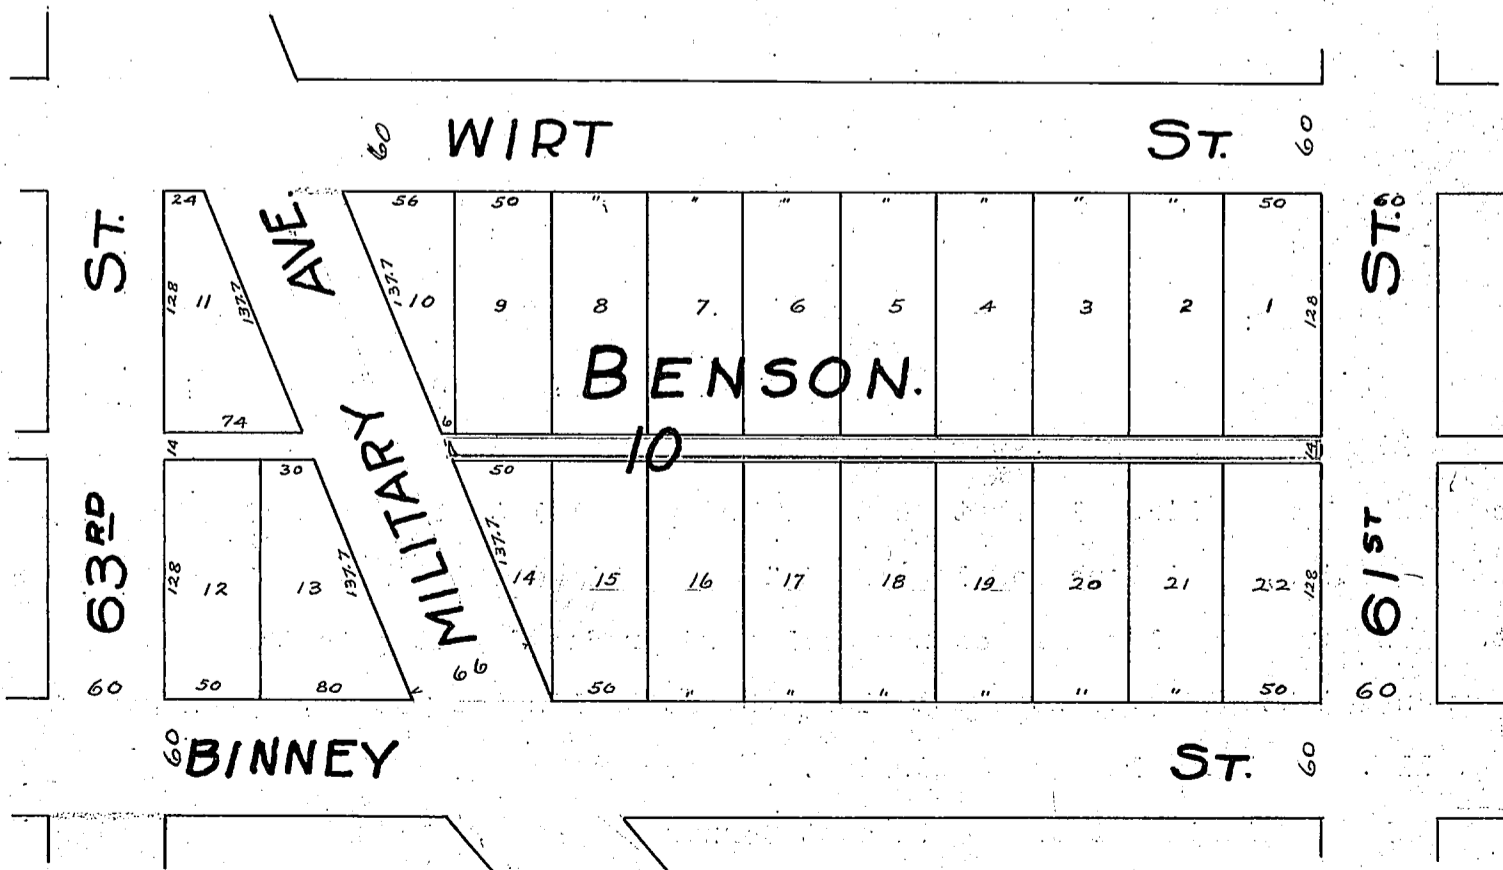 60 WIRT ST. 60
24 56 50 " " " " " " " 50 60
ST. AVE. ST.
128 11 137.7 137.7 10 9 8 7. 6 5 4 3 2 1 128
BENSON.
74 6
14 10 14
MILITARY
30 50
63RD 61ST
128 12 13 137.7 137.7 14 15 16 17 18 19 20 21 22 128
66
60 50 80 50 " " " " " " 50 60
60 BINNEY ST. 60